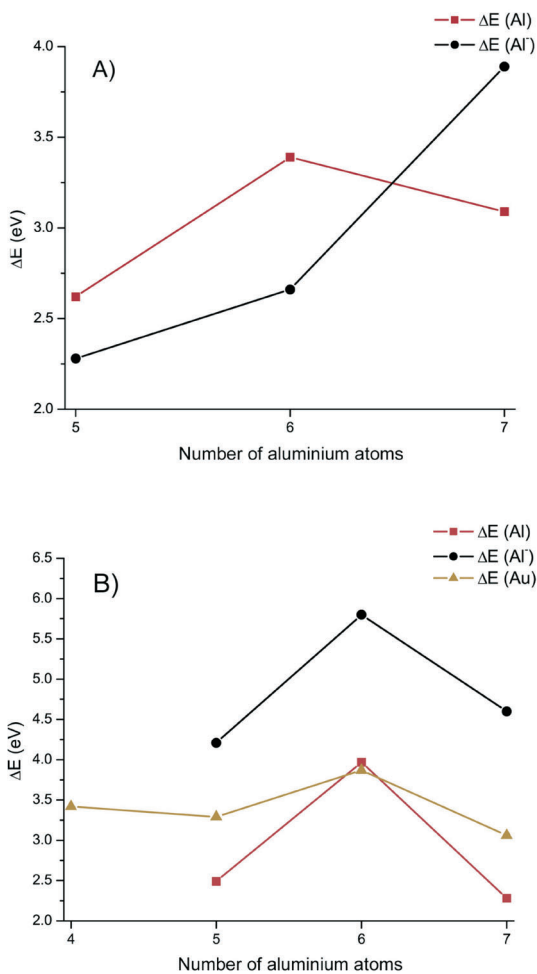 ΔE (Al)
ΔE (Al⁻)
A)
4.0
3.5
3.0
2.5
2.0
ΔE (eV)
5 6 7
Number of aluminium atoms
ΔE (Al)
ΔE (Al⁻)
ΔE (Au)
B)
6.5
6.0
5.5
5.0
4.5
4.0
3.5
3.0
2.5
2.0
ΔE (eV)
4 5 6 7
Number of aluminium atoms